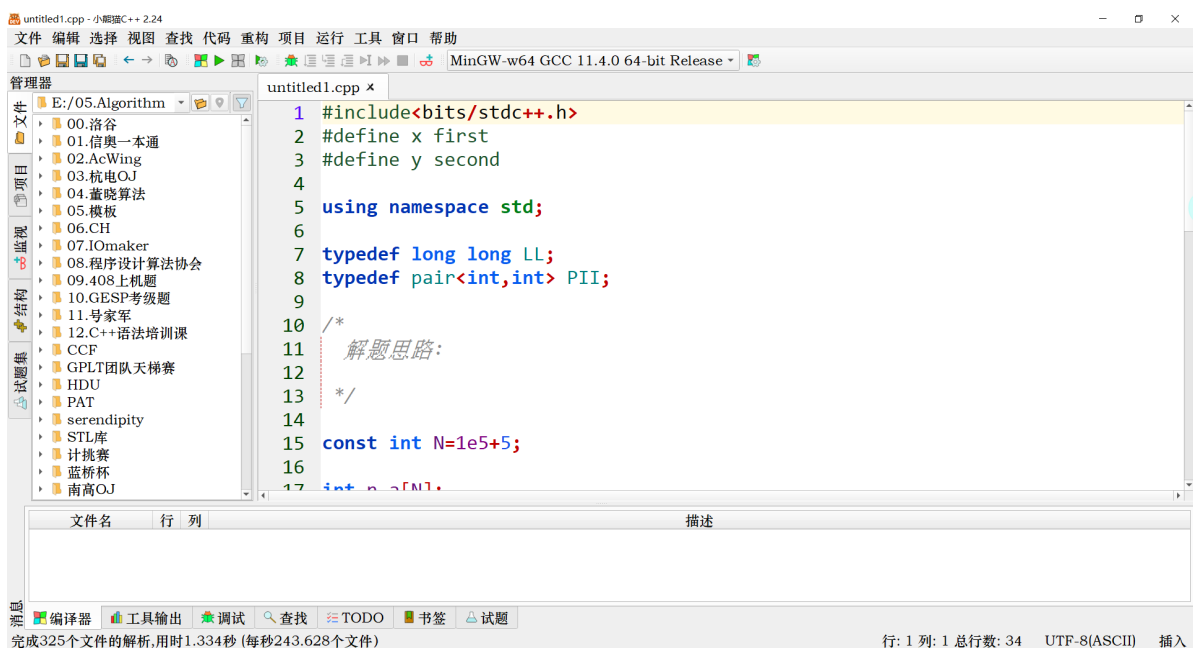 untitled1.cpp - 小熊猫C++ 2.24
文件 编辑 选择 视图 查找 代码 重构 项目 运行 工具 窗口 帮助
MinGW-w64 GCC 11.4.0 64-bit Release
管理器
文件
项目
监视
结构
试题集
E:/05.Algorithm
00.洛谷
01.信奥一本通
02.AcWing
03.杭电OJ
04.董晓算法
05.模板
06.CH
07.IOmaker
08.程序设计算法协会
09.408上机题
10.GESP考级题
11.号家军
12.C++语法培训课
CCF
GPLT团队天梯赛
HDU
PAT
serendipity
STL库
计挑赛
蓝桥杯
南高OJ
untitled1.cpp
1 #include<bits/stdc++.h>
2 #define x first
3 #define y second
4
5 using namespace std;
6
7 typedef long long LL;
8 typedef pair<int,int> PII;
9
10 /*
11 解题思路:
12
13 */
14
15 const int N=1e5+5;
16
17 int n,a[N];
文件名 行 列 描述
消息
编译器 工具输出 调试 查找 TODO 书签 试题
完成325个文件的解析,用时1.334秒 (每秒243.628个文件)
行: 1 列: 1 总行数: 34 UTF-8(ASCII) 插入